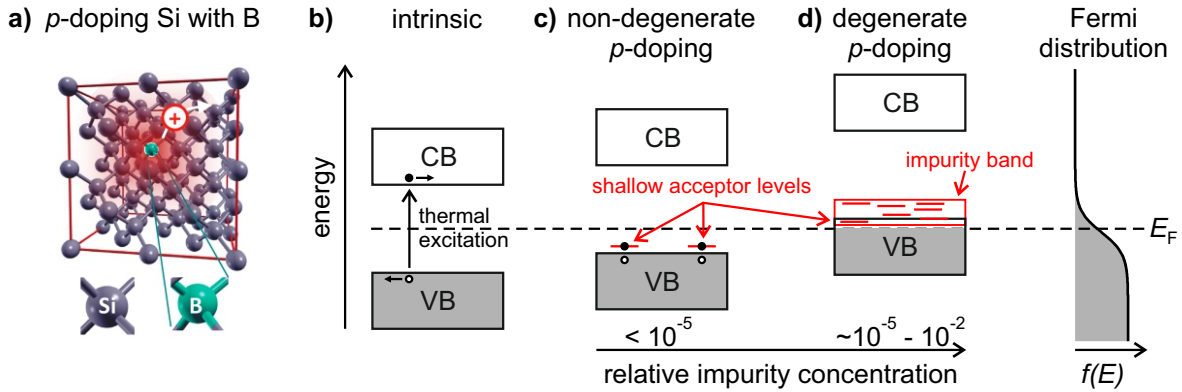 a) p-doping Si with B
+
Si
B
b) intrinsic
energy
CB
thermal
excitation
VB
c) non-degenerate
p-doping
CB
shallow acceptor levels
VB
< 10⁻⁵
d) degenerate
p-doping
CB
impurity band
VB
~10⁻⁵ - 10⁻²
relative impurity concentration
Fermi
distribution
E_F
f(E)